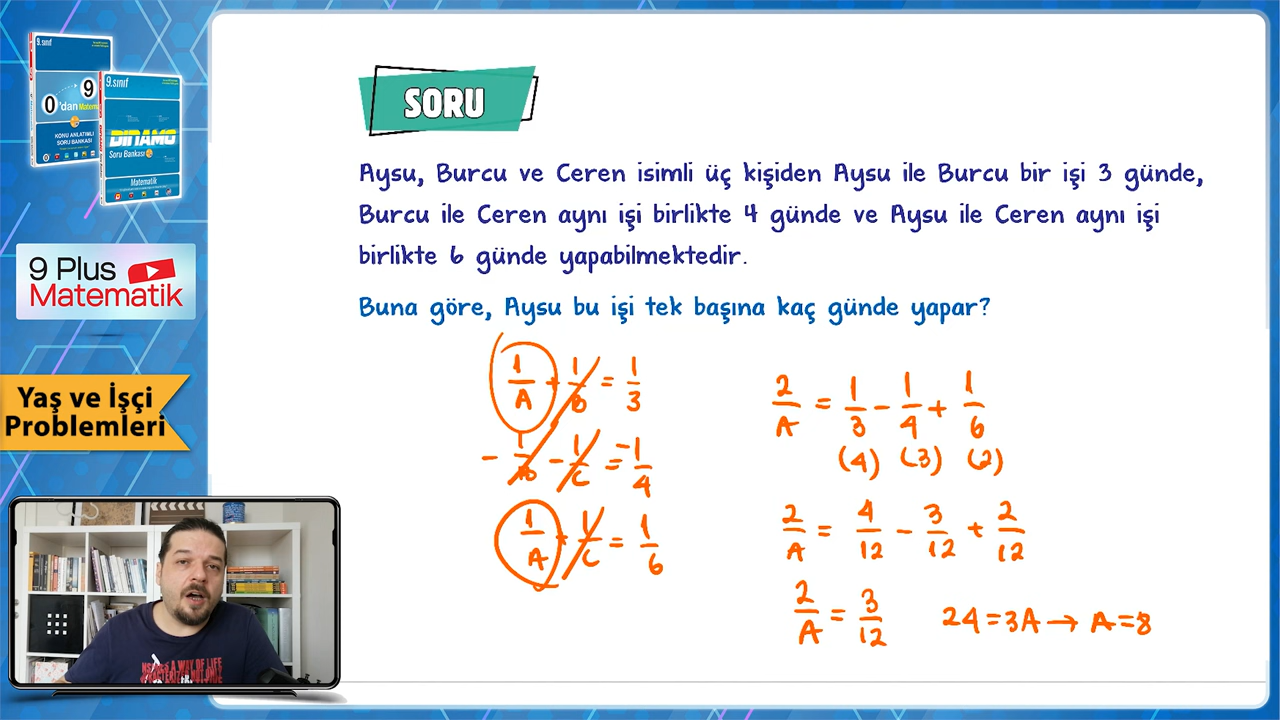 9.sınıf
0'dan 9 Matematik
KONU ANLATIMLI
SORU BANKASI
9.sınıf
DİNAMO
Soru Bankası
Matematik
9 Plus
Matematik
Yaş ve İşçi
Problemleri
SORU
Aysu, Burcu ve Ceren isimli üç kişiden Aysu ile Burcu bir işi 3 günde,
Burcu ile Ceren aynı işi birlikte 4 günde ve Aysu ile Ceren aynı işi
birlikte 6 günde yapabilmektedir.
Buna göre, Aysu bu işi tek başına kaç günde yapar?
1/A + 1/B = 1/3
- 1/B - 1/C = -1/4
1/A + 1/C = 1/6
2/A = 1/3 - 1/4 + 1/6
(4) (3) (2)
2/A = 4/12 - 3/12 + 2/12
2/A = 3/12
24=3A → A=8